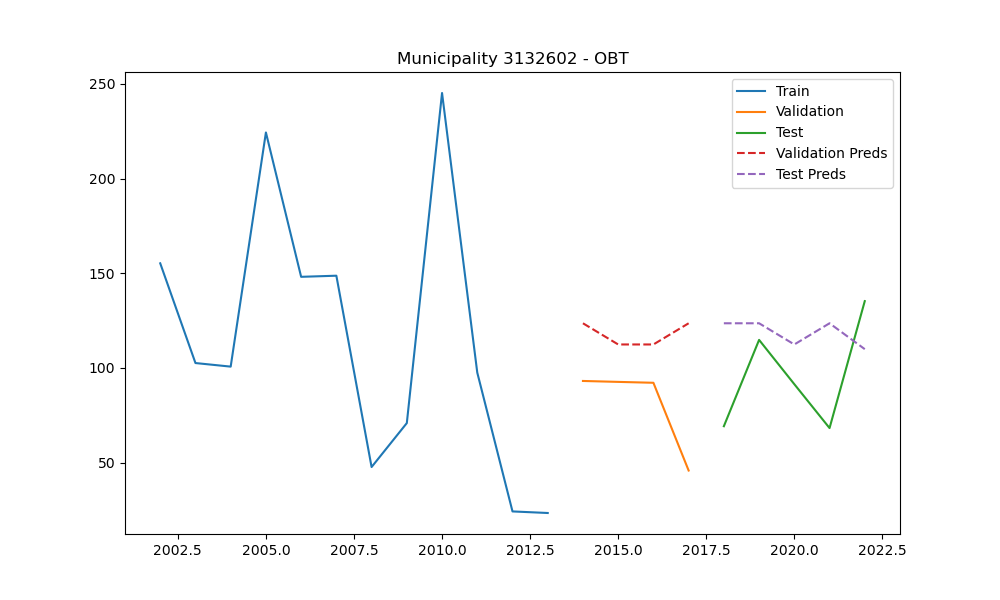 Municipality 3132602 - OBT
250
200
150
100
50
Train
Validation
Test
Validation Preds
Test Preds
2002.5 2005.0 2007.5 2010.0 2012.5 2015.0 2017.5 2020.0 2022.5